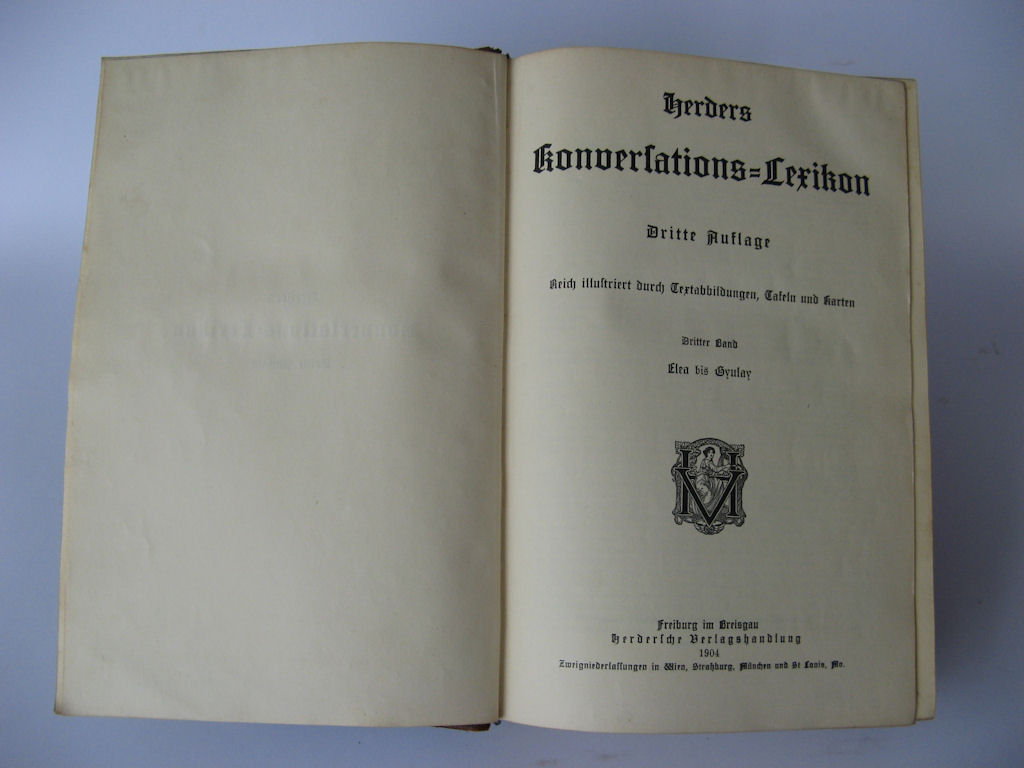 Herders
Konversations=Lexikon
Dritte Auflage
Reich illustriert durch Textabbildungen, Tafeln und Karten
Dritter Band
Elea bis Gyulay
Freiburg im Breisgau
Herdersche Verlagshandlung
1904
Zweigniederlassungen in Wien, Straßburg, München und St Louis, Mo.